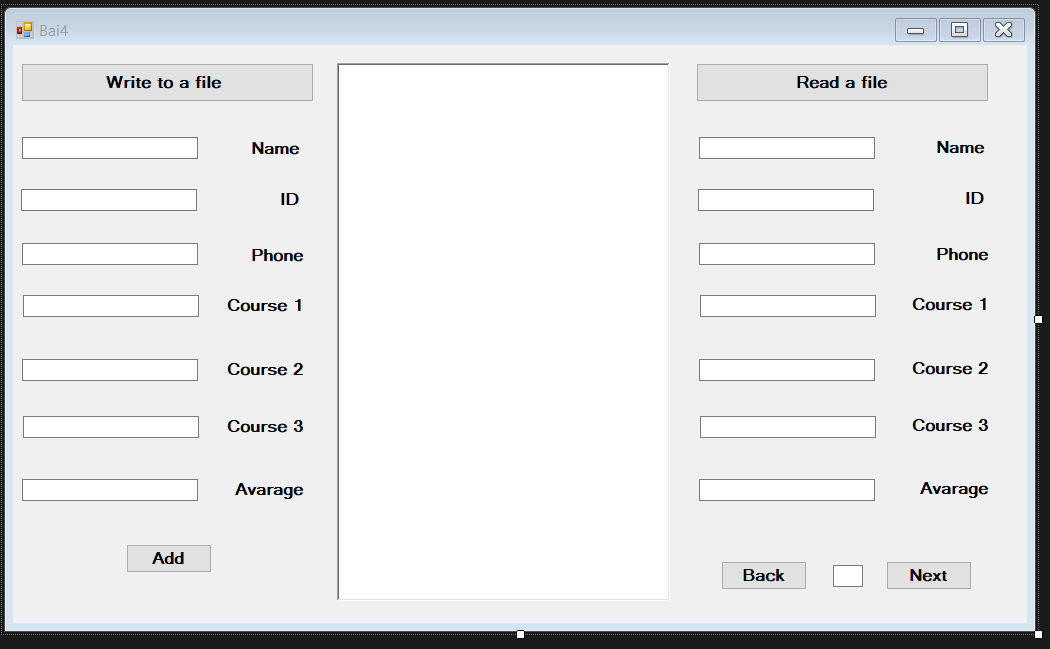 Bai4
Write to a file
Name
ID
Phone
Course 1
Course 2
Course 3
Avarage
Add
Read a file
Name
ID
Phone
Course 1
Course 2
Course 3
Avarage
Back
Next